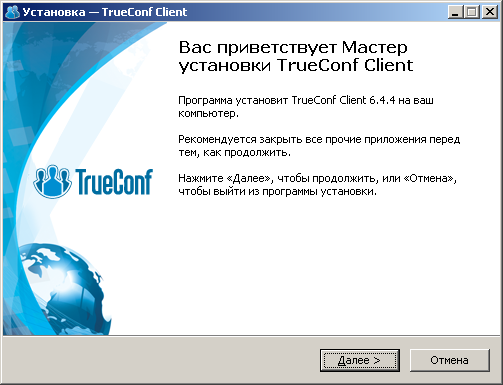 Установка — TrueConf Client
Вас приветствует Мастер
установки TrueConf Client
Программа установит TrueConf Client 6.4.4 на ваш
компьютер.
Рекомендуется закрыть все прочие приложения перед
тем, как продолжить.
Нажмите «Далее», чтобы продолжить, или «Отмена»,
чтобы выйти из программы установки.
TrueConf
Далее >
Отмена